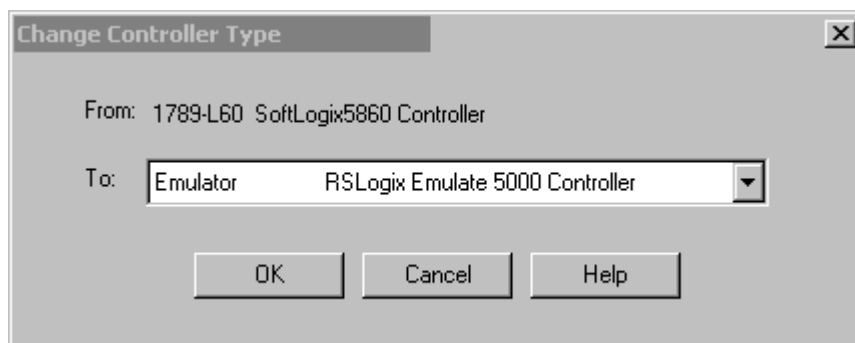 Change Controller Type
From: 1789-L60 SoftLogix5860 Controller
To: Emulator RSLogix Emulate 5000 Controller
OK Cancel Help